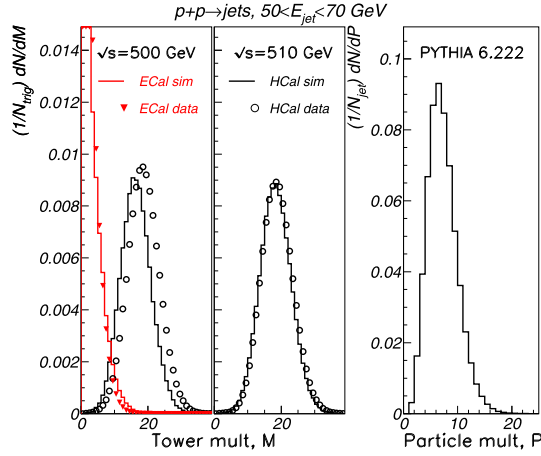 p+p→jets, 50<E_jet<70 GeV
(1/N_trig) dN/dM
0.014
0.012
0.01
0.008
0.006
0.004
0.002
0
√s=500 GeV
ECal sim
ECal data
√s=510 GeV
HCal sim
HCal data
0 20
0 20
Tower mult, M
(1/N_jet) dN/dP
0.1
0.08
0.06
0.04
0.02
0
PYTHIA 6.222
0 10 20
Particle mult, P